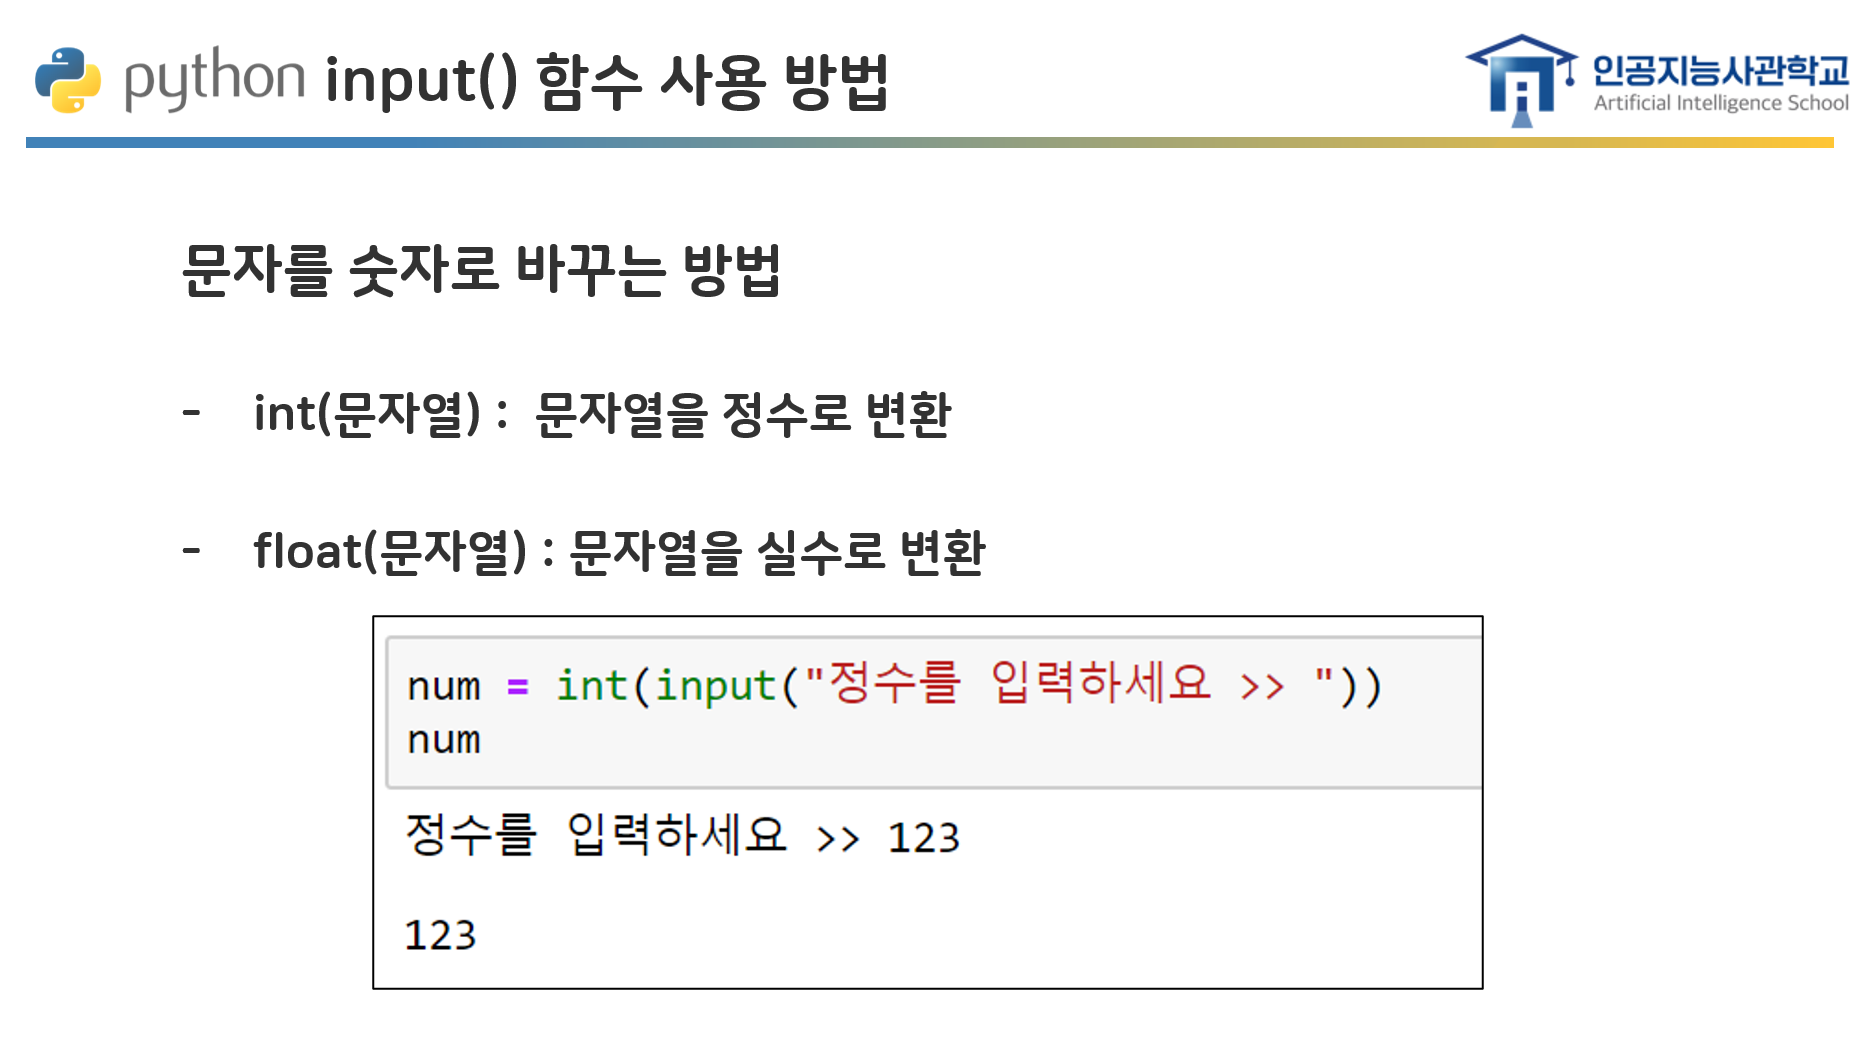 python input() 함수 사용 방법
인공지능사관학교
Artificial Intelligence School
문자를 숫자로 바꾸는 방법
- int(문자열) : 문자열을 정수로 변환
- float(문자열) : 문자열을 실수로 변환
num = int(input("정수를 입력하세요 >> "))
num
정수를 입력하세요 >> 123
123